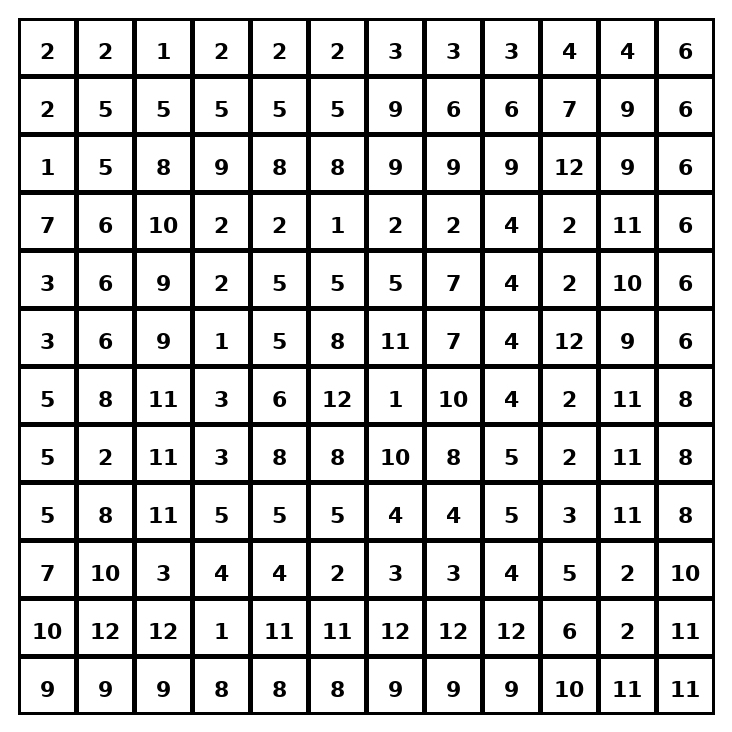 2 2 1 2 2 2 3 3 3 4 4 6
2 5 5 5 5 5 9 6 6 7 9 6
1 5 8 9 8 8 9 9 9 12 9 6
7 6 10 2 2 1 2 2 4 2 11 6
3 6 9 2 5 5 5 7 4 2 10 6
3 6 9 1 5 8 11 7 4 12 9 6
5 8 11 3 6 12 1 10 4 2 11 8
5 2 11 3 8 8 10 8 5 2 11 8
5 8 11 5 5 5 4 4 5 3 11 8
7 10 3 4 4 2 3 3 4 5 2 10
10 12 12 1 11 11 12 12 12 6 2 11
9 9 9 8 8 8 9 9 9 10 11 11